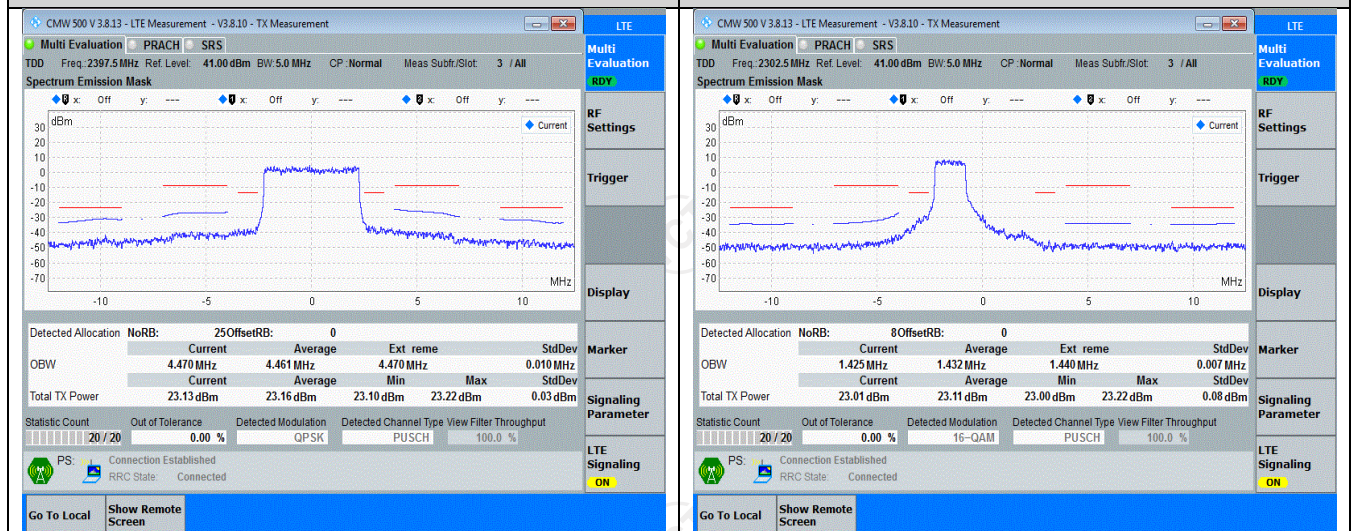 CMW 500 V 3.8.13 - LTE Measurement - V3.8.10 - TX Measurement
LTE
Multi Evaluation PRACH SRS
Multi
Evaluation
RDY
TDD Freq.:2397.5 MHz Ref. Level: 41.00 dBm BW:5.0 MHz CP :Normal Meas Subfr./Slot: 3 / All
Spectrum Emission Mask
x: Off y: --- x: Off y: --- x: Off y: ---
RF
Settings
dBm
Current
30
20
10
0
-10
-20
-30
-40
-50
-60
-70
MHz
-10 -5 0 5 10
Trigger
Display
Detected Allocation NoRB: 25 OffsetRB: 0
Current Average Ext reme StdDev
OBW 4.470 MHz 4.461 MHz 4.470 MHz 0.010 MHz
Current Average Min Max StdDev
Total TX Power 23.13 dBm 23.16 dBm 23.10 dBm 23.22 dBm 0.03 dBm
Marker
Signaling
Parameter
Statistic Count Out of Tolerance Detected Modulation Detected Channel Type View Filter Throughput
20 / 20 0.00 % QPSK PUSCH 100.0 %
PS: Connection Established
RRC State: Connected
LTE
Signaling
ON
Go To Local
Show Remote
Screen
CMW 500 V 3.8.13 - LTE Measurement - V3.8.10 - TX Measurement
LTE
Multi Evaluation PRACH SRS
Multi
Evaluation
RDY
TDD Freq.:2302.5 MHz Ref. Level: 41.00 dBm BW:5.0 MHz CP :Normal Meas Subfr./Slot: 3 / All
Spectrum Emission Mask
x: Off y: --- x: Off y: --- x: Off y: ---
RF
Settings
dBm
Current
30
20
10
0
-10
-20
-30
-40
-50
-60
-70
MHz
-10 -5 0 5 10
Trigger
Display
Detected Allocation NoRB: 8 OffsetRB: 0
Current Average Ext reme StdDev
OBW 1.425 MHz 1.432 MHz 1.440 MHz 0.007 MHz
Current Average Min Max StdDev
Total TX Power 23.01 dBm 23.11 dBm 23.00 dBm 23.22 dBm 0.08 dBm
Marker
Signaling
Parameter
Statistic Count Out of Tolerance Detected Modulation Detected Channel Type View Filter Throughput
20 / 20 0.00 % 16-QAM PUSCH 100.0 %
PS: Connection Established
RRC State: Connected
LTE
Signaling
ON
Go To Local
Show Remote
Screen